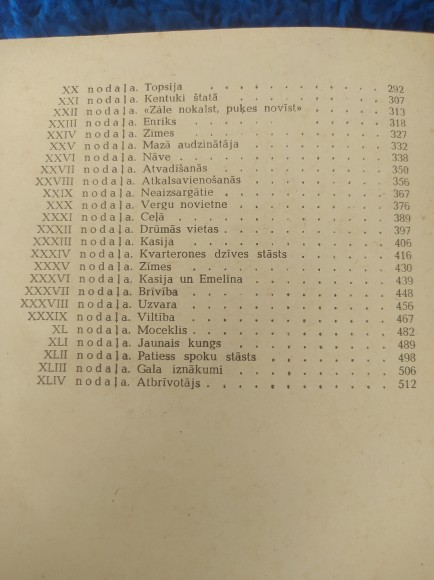 XX nodaļa. Topsija . . . . . . . . . . 292
XXI nodaļa. Kentuki štatā . . . . . . . . 307
XXII nodaļa. «Zāle nokalst, puķes novīst» . . . . . 313
XXIII nodaļa. Enriks . . . . . . . . . . 318
XXIV nodaļa. Zīmes . . . . . . . . . . 327
XXV nodaļa. Mazā audzinātāja . . . . . . . 332
XXVI nodaļa. Nāve . . . . . . . . . . 338
XXVII nodaļa. Atvadīšanās . . . . . . . . 350
XXVIII nodaļa. Atkalsavienošanās . . . . . . . 356
XXIX nodaļa. Neaizsargātie . . . . . . . . 367
XXX nodaļa. Vergu novietne . . . . . . . . 376
XXXI nodaļa. Ceļā . . . . . . . . . . 389
XXXII nodaļa. Drūmās vietas . . . . . . . . 397
XXXIII nodaļa. Kasija . . . . . . . . . . 406
XXXIV nodaļa. Kvarterones dzīves stāsts . . . . . 416
XXXV nodaļa. Zīmes . . . . . . . . . . 430
XXXVI nodaļa. Kasija un Emelīna . . . . . . . 439
XXXVII nodaļa. Brīvība . . . . . . . . . 448
XXXVIII nodaļa. Uzvara . . . . . . . . . 456
XXXIX nodaļa. Viltība . . . . . . . . . 467
XL nodaļa. Moceklis . . . . . . . . . 482
XLI nodaļa. Jaunais kungs . . . . . . . . 489
XLII nodaļa. Patiess spoku stāsts . . . . . . . 498
XLIII nodaļa. Gala iznākumi . . . . . . . . 506
XLIV nodaļa. Atbrīvotājs . . . . . . . . . 512